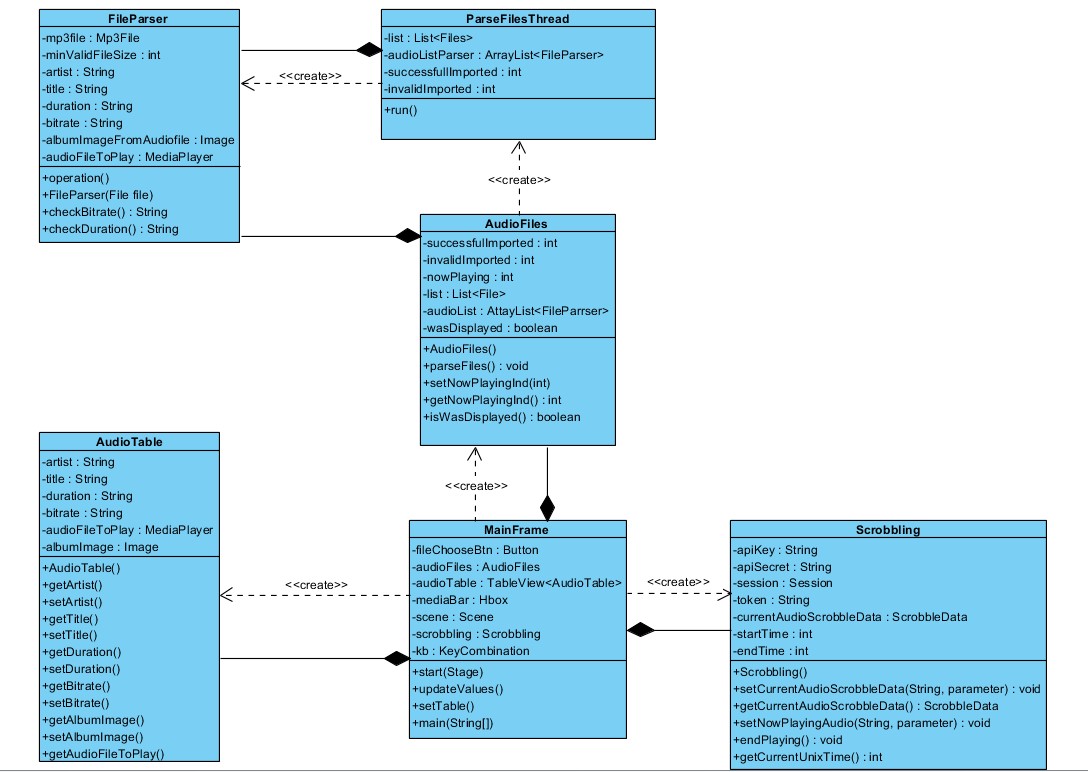 FileParser
-mp3file : Mp3File
-minValidFileSize : int
-artist : String
-title : String
-duration : String
-bitrate : String
-albumImageFromAudiofile : Image
-audioFileToPlay : MediaPlayer
+operation()
+FileParser(File file)
+checkBitrate() : String
+checkDuration() : String
<<create>>
ParseFilesThread
-list : List<Files>
-audioListParser : ArrayList<FileParser>
-successfullImported : int
-invalidImported : int
+run()
<<create>>
AudioFiles
-successfulImported : int
-invalidImported : int
-nowPlaying : int
-list : List<File>
-audioList : AttayList<FileParrser>
-wasDisplayed : boolean
+AudioFiles()
+parseFiles() : void
+setNowPlayingInd(int)
+getNowPlayingInd() : int
+isWasDisplayed() : boolean
<<create>>
AudioTable
-artist : String
-title : String
-duration : String
-bitrate : String
-audioFileToPlay : MediaPlayer
-albumImage : Image
+AudioTable()
+getArtist()
+setArtist()
+getTitle()
+setTitle()
+getDuration()
+setDuration()
+getBitrate()
+setBitrate()
+getAlbumImage()
+setAlbumImage()
+getAudioFileToPlay()
<<create>>
MainFrame
-fileChooseBtn : Button
-audioFiles : AudioFiles
-audioTable : TableView<AudioTable>
-mediaBar : Hbox
-scene : Scene
-scrobbling : Scrobbling
-kb : KeyCombination
+start(Stage)
+updateValues()
+setTable()
+main(String[])
<<create>>
Scrobbling
-apiKey : String
-apiSecret : String
-session : Session
-token : String
-currentAudioScrobbleData : ScrobbleData
-startTime : int
-endTime : int
+Scrobbling()
+setCurrentAudioScrobbleData(String, parameter) : void
+getCurrentAudioScrobbleData() : ScrobbleData
+setNowPlayingAudio(String, parameter) : void
+endPlaying() : void
+getCurrentUnixTime() : int